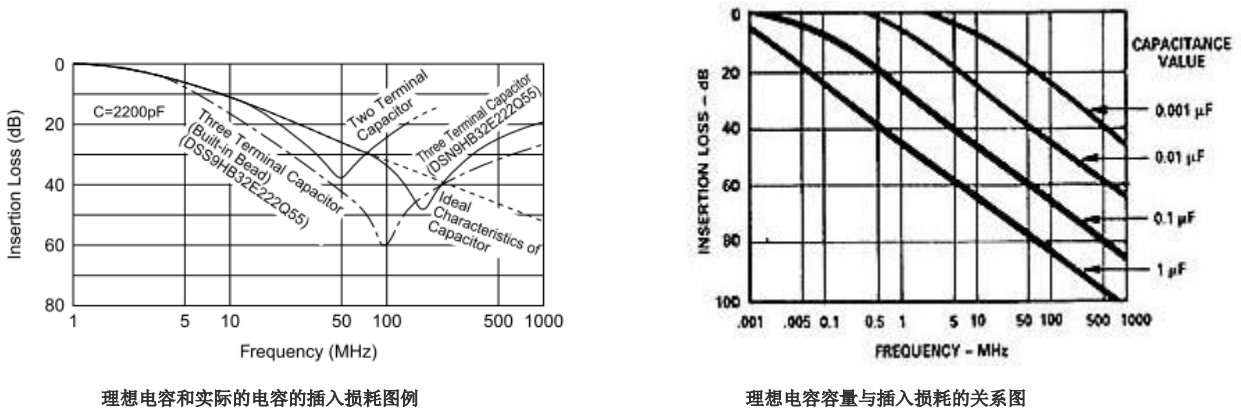 0
20
40
60
80
Insertion Loss (dB)
C=2200pF
Two Terminal
Capacitor
Three Terminal Capacitor
(DSN9HB32E222Q55)
Three Terminal Capacitor
(Built-in Bead)
(DSS9HB32E222Q55)
Ideal
Characteristics of
Capacitor
1 5 10 50 100 500 1000
Frequency (MHz)
理想电容和实际的电容的插入损耗图例
0
20
40
60
80
100
INSERTION LOSS – dB
CAPACITANCE
VALUE
0.001 µF
0.01 µF
0.1 µF
1 µF
.001 .005 0.1 0.5 1 5 10 50 100 500 1000
FREQUENCY – MHz
理想电容容量与插入损耗的关系图